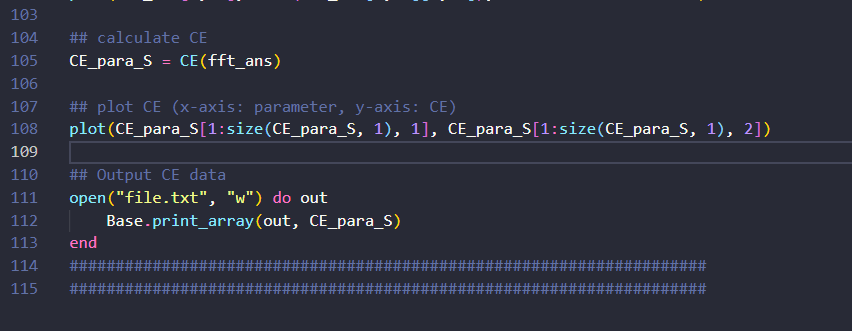 103
104 ## calculate CE
105 CE_para_S = CE(fft_ans)
106
107 ## plot CE (x-axis: parameter, y-axis: CE)
108 plot(CE_para_S[1:size(CE_para_S, 1), 1], CE_para_S[1:size(CE_para_S, 1), 2])
109
110 ## Output CE data
111 open("file.txt", "w") do out
112     Base.print_array(out, CE_para_S)
113 end
114 #####################################################################
115 #####################################################################